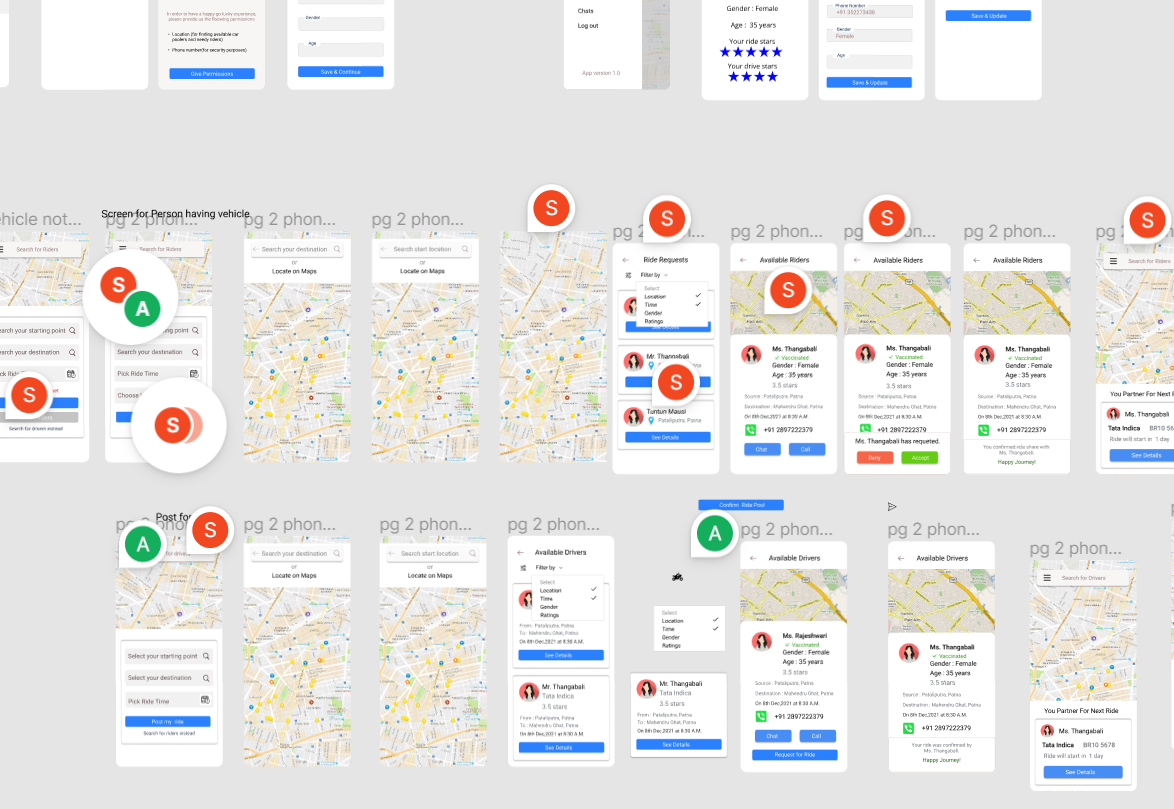 In order to have a happy go lucky experience,
please provide us the following permissions.
• Location (for finding available car
poolers and needy riders)
• Phone number(for security purposes)
Give Permissions
Gender
Age
Save & Continue
Chats
Log out
App version 1.0
Gender : Female
Age : 35 years
Your ride stars
Your drive stars
Phone Number
+91 352273436
Gender
Female
Age
Save & Update
Save & Update
Screen for Person having vehicle
hicle not...
Search for Riders
earch your starting point
earch your destination
Search for drivers instead
pg 2 phon...
Search for Riders
Search your destination
Pick Ride Time
S
A
S
S
pg 2 phon...
Search your destination
or
Locate on Maps
pg 2 phon...
Search start location
or
Locate on Maps
S
S
Ride Requests
Filter by
Select
Location
Time
Gender
Ratings
See Details
Mr. Thangabali
S
Tuntun Mausi
Pataliputra, Patna
See Details
pg 2 phon...
Available Riders
S
Ms. Thangabali
✓ Vaccinated
Gender : Female
Age : 35 years
3.5 stars
Source : Pataliputra, Patna
Destination : Mahendru Ghat, Patna
On 8th Dec,2021 at 8:30 A.M.
+91 2897222379
Chat
Call
pg 2 phon...
S
Available Riders
Ms. Thangabali
✓ Vaccinated
Gender : Female
Age : 35 years
3.5 stars
Source : Pataliputra, Patna
Destination : Mahendru Ghat, Patna
On 8th Dec,2021 at 8:30 A.M.
+91 2897222379
Ms. Thangabali has requeted.
Deny
Accept
pg 2 phon...
Available Riders
Ms. Thangabali
✓ Vaccinated
Gender : Female
Age : 35 years
3.5 stars
Source : Pataliputra, Patna
Destination : Mahendru Ghat, Patna
On 8th Dec,2021 at 8:30 A.M.
+91 2897222379
You confirmed ride share with
Ms. Thangabali.
Happy Journey!
S
Search for Riders
You Partner For Next R
Ms. Thangabali
Tata Indica BR10 56
Ride will start in 1 day
See Details
Post for
pg 2 phon...
A
S
Select your starting point
Select your destination
Pick Ride Time
Post my ride
Search for riders instead
pg 2 phon...
Search your destination
or
Locate on Maps
pg 2 phon...
Search start location
or
Locate on Maps
pg 2 phon...
Available Drivers
Filter by
Select
Location
Time
Gender
Ratings
From : Pataliputra, Patna
To : Mahendru Ghat, Patna
On 8th Dec,2021 at 8:30 A.M.
See Details
Mr. Thangabali
Tata Indica
3.5 stars
From : Pataliputra, Patna
To : Mahendru Ghat, Patna
On 8th Dec,2021 at 8:30 A.M.
See Details
Confirm Ride Pool
A
Select
Location
Time
Gender
Ratings
Mr. Thangabali
Tata Indica
3.5 stars
From : Pataliputra, Patna
To : Mahendru Ghat, Patna
On 8th Dec,2021 at 8:30 A.M.
See Details
pg 2 phon...
Available Drivers
Ms. Rajeshwari
✓ Vaccinated
Gender : Female
Age : 35 years
3.5 stars
Source : Pataliputra, Patna
Destination : Mahendru Ghat, Patna
On 8th Dec,2021 at 8:30 A.M.
+91 2897222379
Chat
Call
Request for Ride
pg 2 phon...
Available Drivers
Ms. Thangabali
✓ Vaccinated
Gender : Female
Age : 35 years
3.5 stars
Source : Pataliputra, Patna
Destination : Mahendru Ghat, Patna
On 8th Dec,2021 at 8:30 A.M.
+91 2897222379
Your ride was confirmed by
Ms. Thangabali.
Happy Journey!
pg 2 phon...
Search for Drivers
You Partner For Next Ride
Ms. Thangabali
Tata Indica BR10 5678
Ride will start in 1 day
See Details